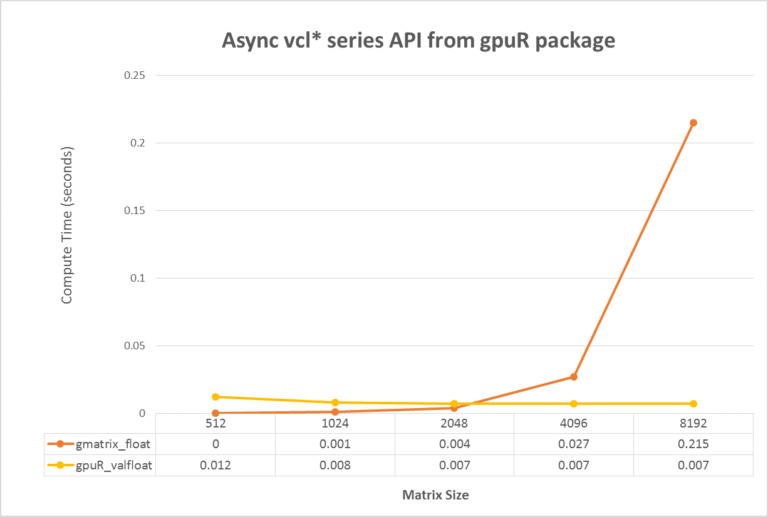 Async vcl* series API from gpuR package
0.25
0.2
0.15
0.1
0.05
0
Compute Time (seconds)
512 1024 2048 4096 8192
gmatrix_float 0 0.001 0.004 0.027 0.215
gpuR_valfloat 0.012 0.008 0.007 0.007 0.007
Matrix Size